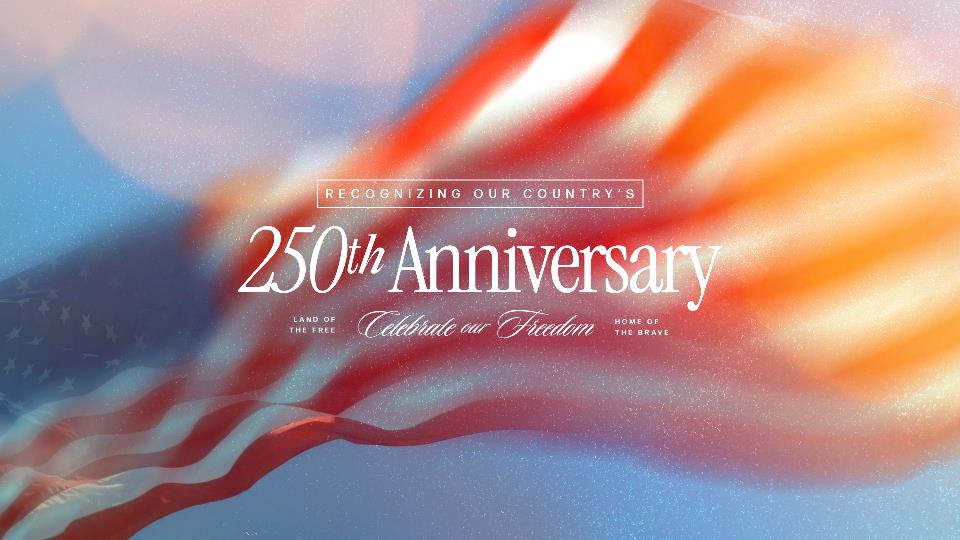 RECOGNIZING OUR COUNTRY'S
250th Anniversary
LAND OF
THE FREE
Celebrate our Freedom
HOME OF
THE BRAVE